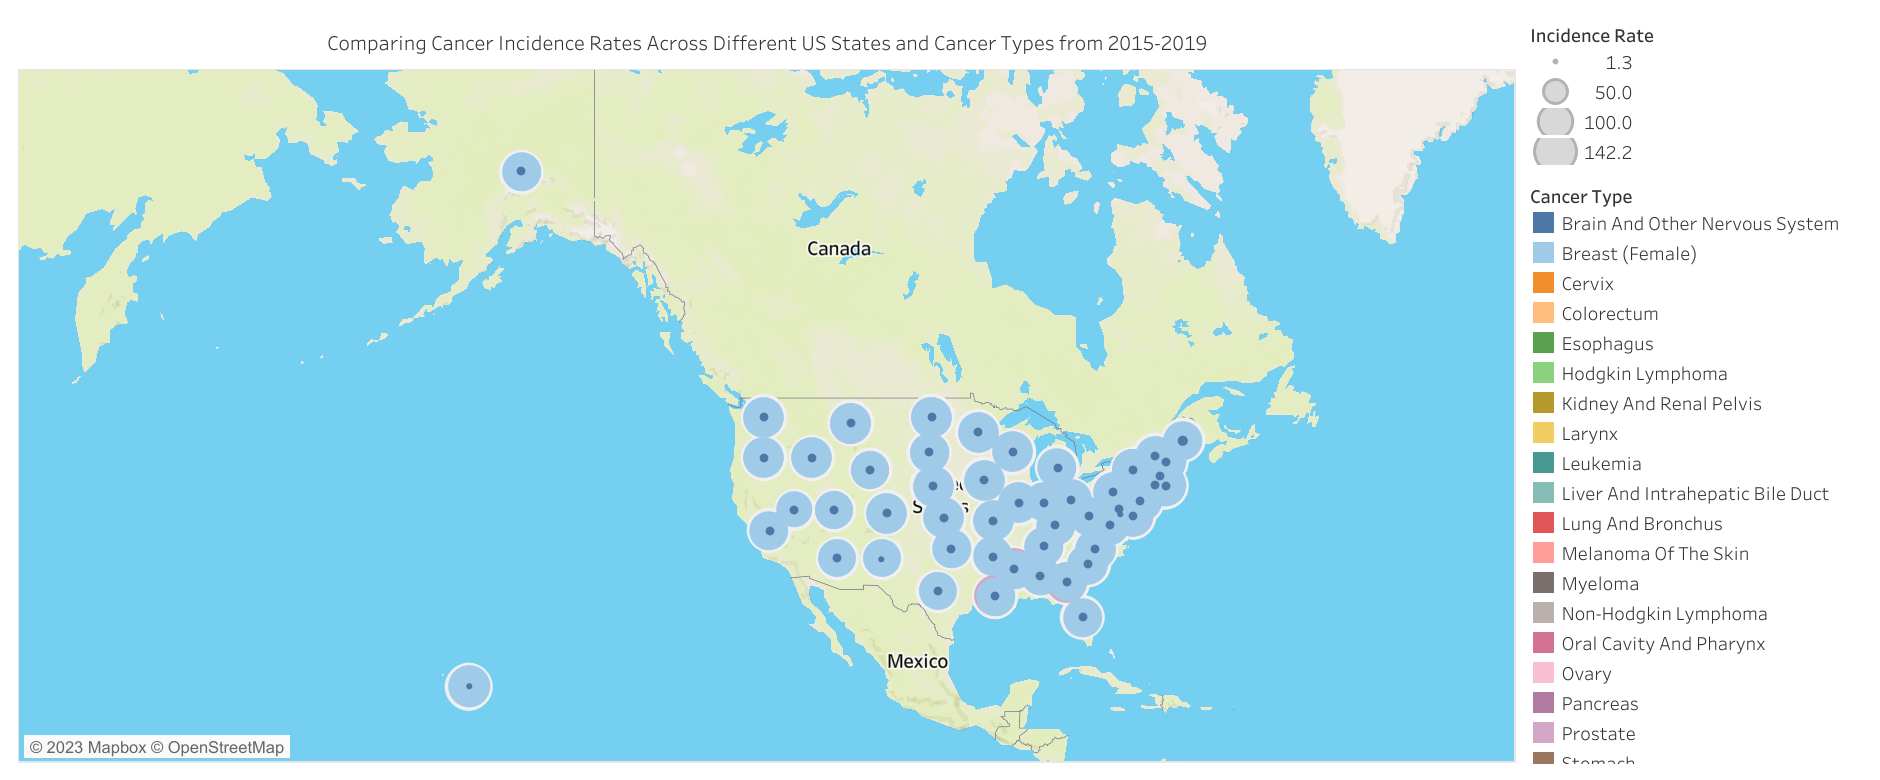 Comparing Cancer Incidence Rates Across Different US States and Cancer Types from 2015-2019
Canada
Mexico
© 2023 Mapbox © OpenStreetMap
Incidence Rate
1.3
50.0
100.0
142.2
Cancer Type
Brain And Other Nervous System
Breast (Female)
Cervix
Colorectum
Esophagus
Hodgkin Lymphoma
Kidney And Renal Pelvis
Larynx
Leukemia
Liver And Intrahepatic Bile Duct
Lung And Bronchus
Melanoma Of The Skin
Myeloma
Non-Hodgkin Lymphoma
Oral Cavity And Pharynx
Ovary
Pancreas
Prostate
Stomach